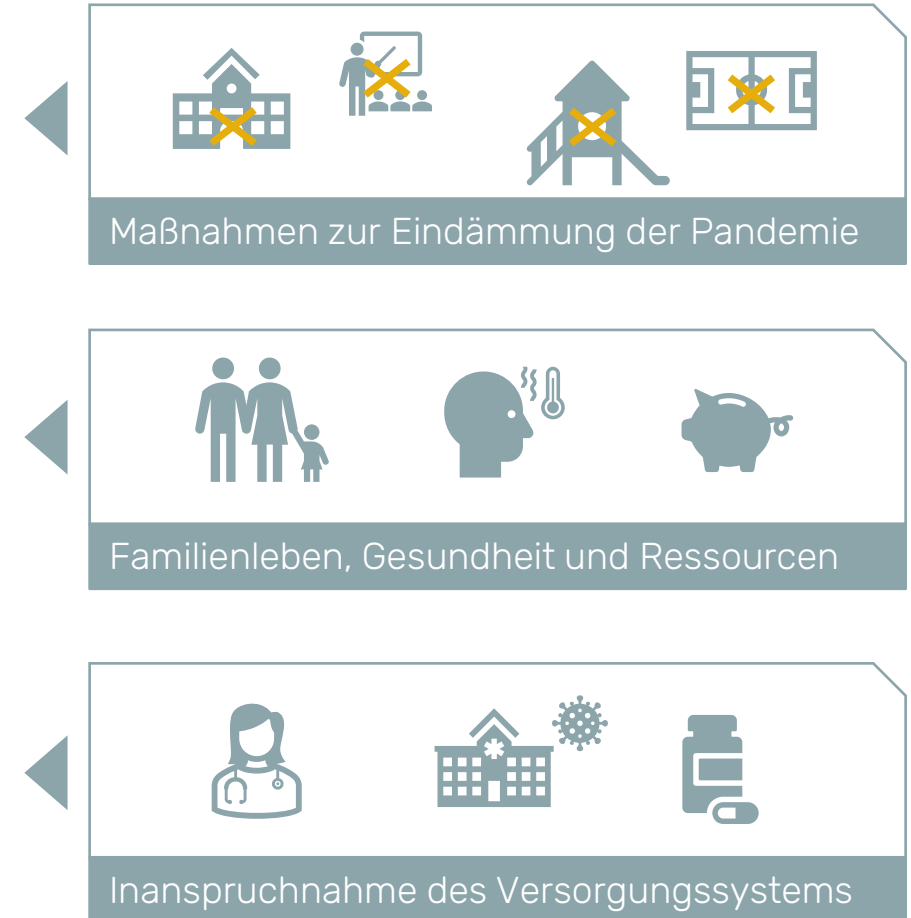 Maßnahmen zur Eindämmung der Pandemie
Familienleben, Gesundheit und Ressourcen
Inanspruchnahme des Versorgungssystems